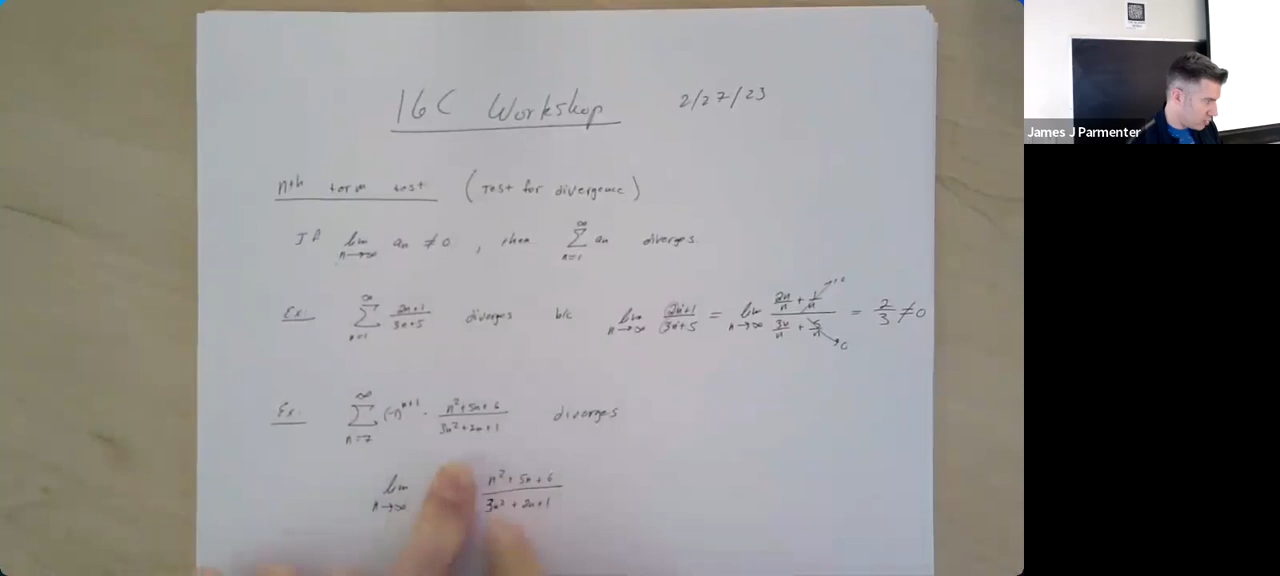 16C Workshop 2/27/23
James J Parmenter
nth term test (Test for divergence)
If lim n→∞ an ≠ 0, then ∑ n=1 ∞ an diverges
Ex: ∑ n=1 ∞ 2n+1/3n+5 diverges b/c lim n→∞ 2n+1/3n+5 = lim n→∞ 2n/n + 1/n →0 / 3n/n + 5/n →0 = 2/3 ≠ 0
Ex: ∑ n=7 ∞ (-1)^n+1 · n²+5n+6/3n²+2n+1 diverges
lim n→∞ n²+5n+6/3n²+2n+1